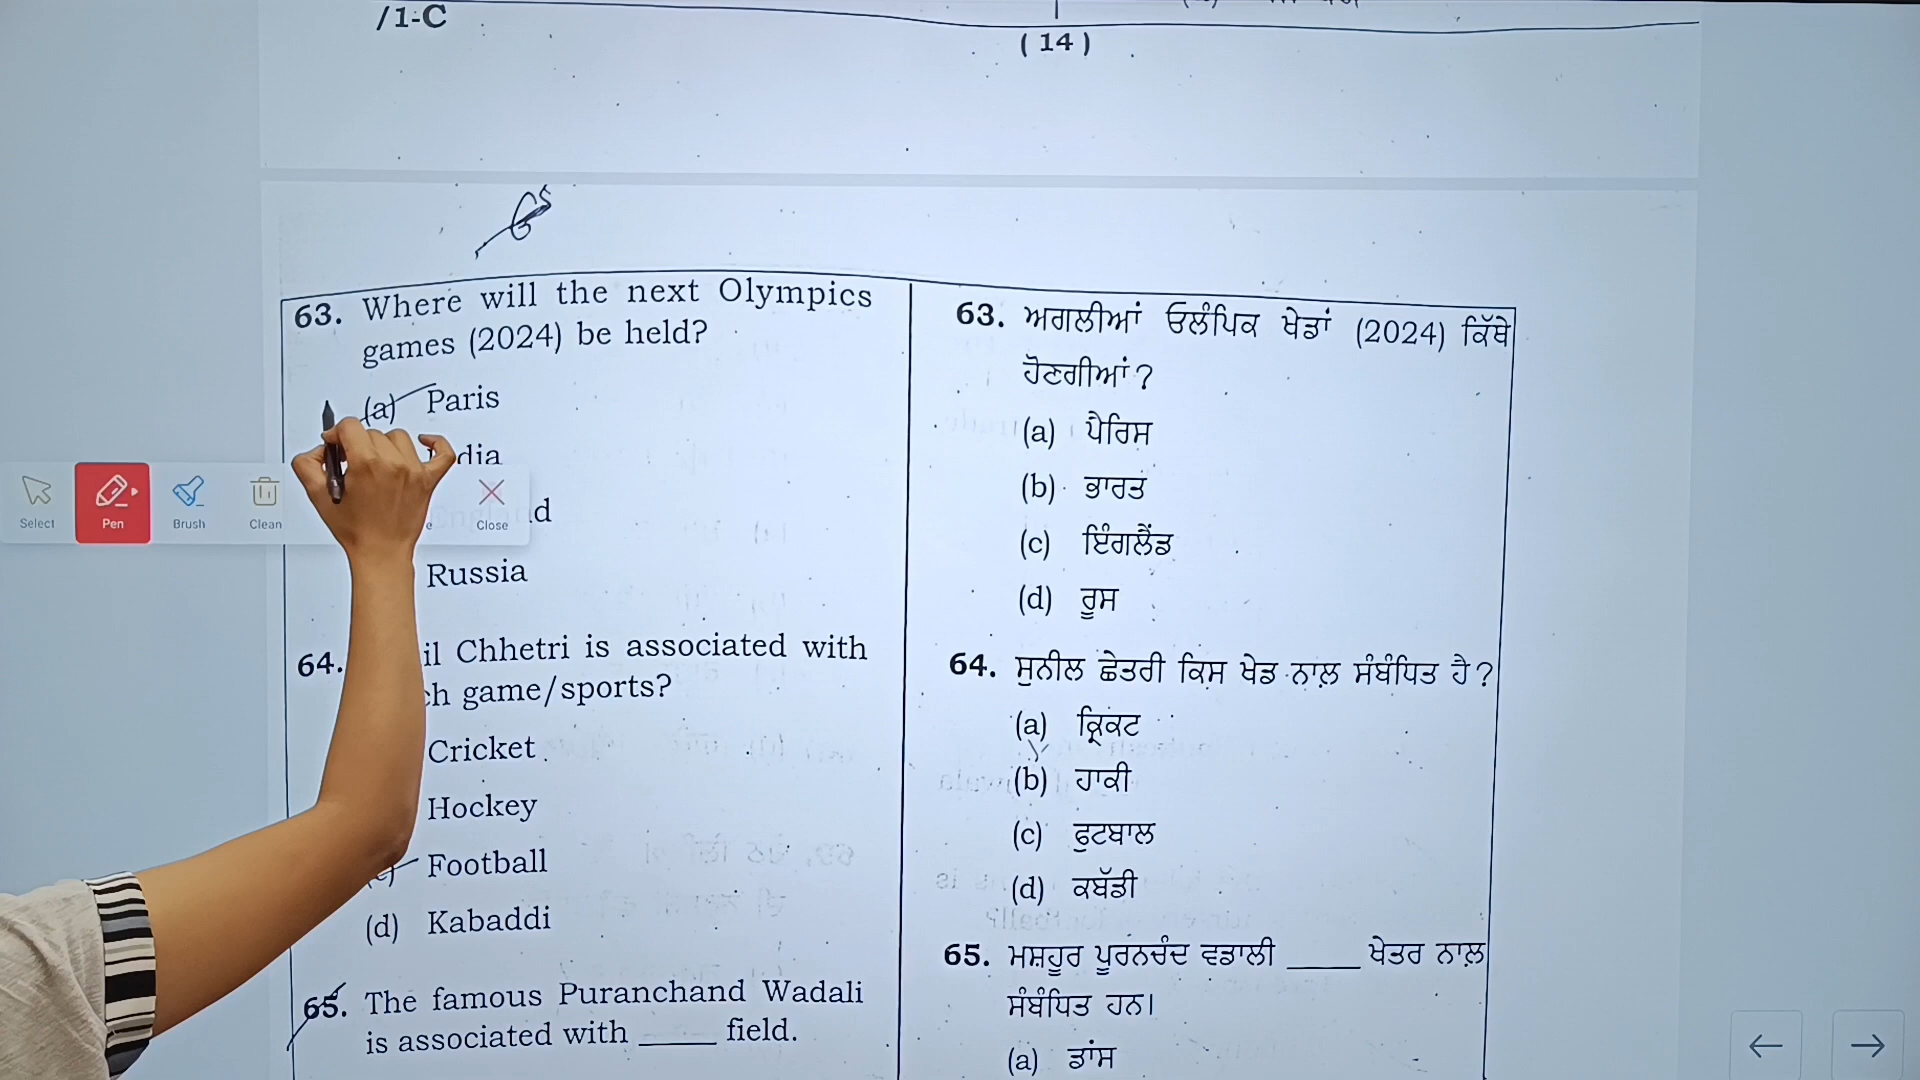 /1-C
( 14 )
63. Where will the next Olympics
games (2024) be held?
(a) Paris
Russia
64.
Chhetri is associated with
game/sports?
Cricket
Hockey
Football
(d) Kabaddi
65. The famous Puranchand Wadali
is associated with _____ field.
63. ਅਗਲੀਆਂ ਓਲੰਪਿਕ ਖੇਡਾਂ (2024) ਕਿੱਥੇ
ਹੋਣਗੀਆਂ?
(a) ਪੈਰਿਸ
(b) ਭਾਰਤ
(c) ਇੰਗਲੈਂਡ
(d) ਰੂਸ
64. ਸੁਨੀਲ ਛੇਤਰੀ ਕਿਸ ਖੇਡ ਨਾਲ਼ ਸੰਬੰਧਿਤ ਹੈ?
(a) ਕ੍ਰਿਕਟ
(b) ਹਾਕੀ
(c) ਫੁਟਬਾਲ
(d) ਕਬੱਡੀ
65. ਮਸ਼ਹੂਰ ਪੂਰਨਚੰਦ ਵਡਾਲੀ _____ ਖੇਤਰ ਨਾਲ਼
ਸੰਬੰਧਿਤ ਹਨ।
(a) ਡਾਂਸ
Select
Pen
Brush
Clean
Close